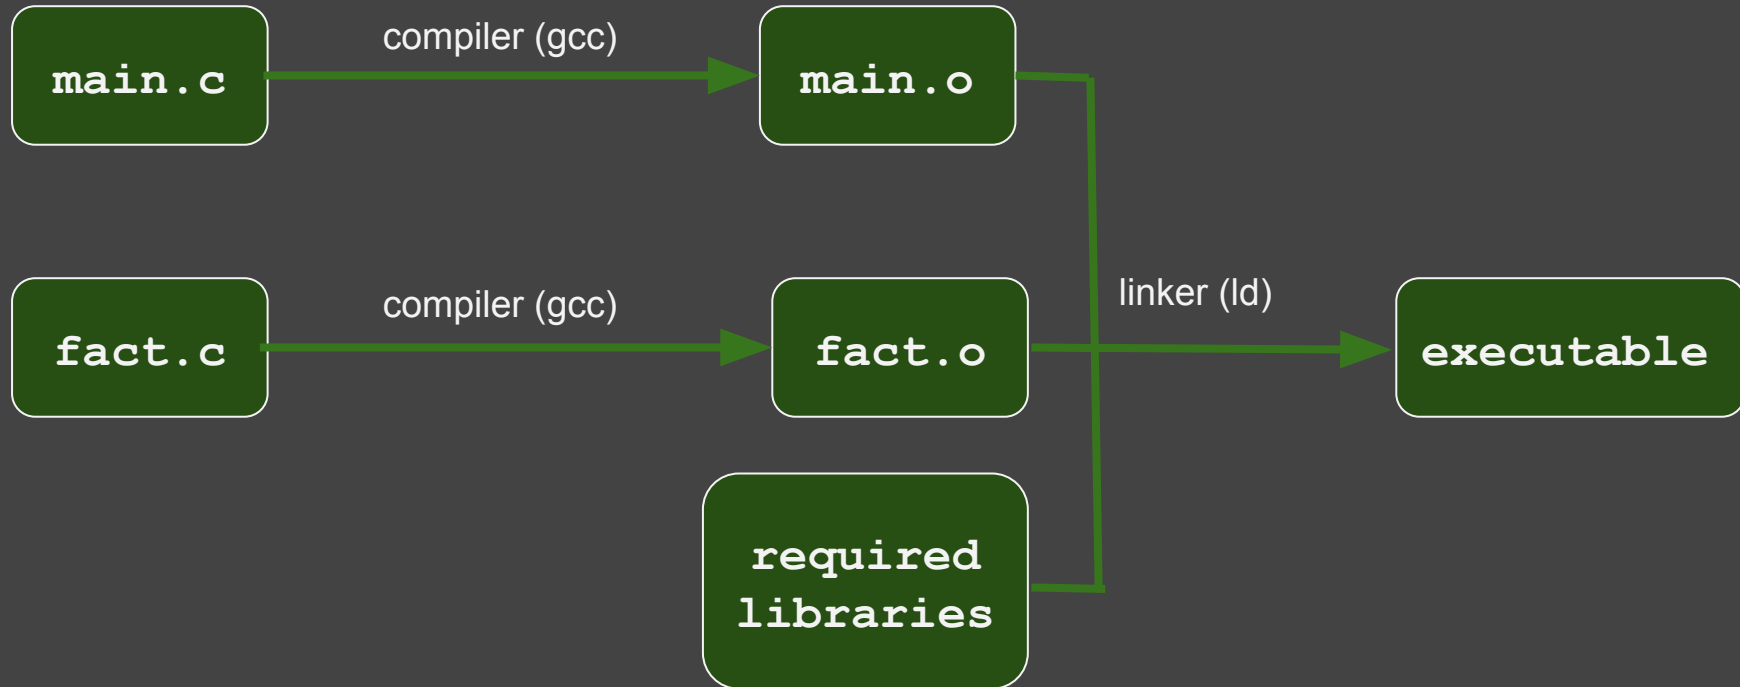 main.c
compiler (gcc)
main.o
fact.c
compiler (gcc)
fact.o
linker (ld)
executable
required
libraries